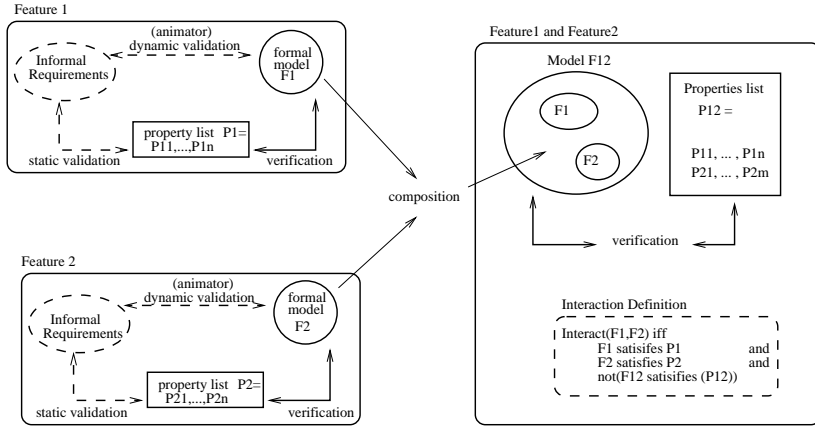 Feature 1
(animator)
dynamic validation
Informal
Requirements
formal
model
F1
property list P1=
P11,...,P1n
static validation
verification
composition
Feature 2
(animator)
dynamic validation
Informal
Requirements
formal
model
F2
property list P2=
P21,...,P2n
static validation
verification
Feature1 and Feature2
Model F12
F1
F2
Properties list
P12 =
P11, ... , P1n
P21, ... , P2m
verification
Interaction Definition
Interact(F1,F2) iff
F1 satisifes P1 and
F2 satisifes P2 and
not(F12 satisifes (P12))